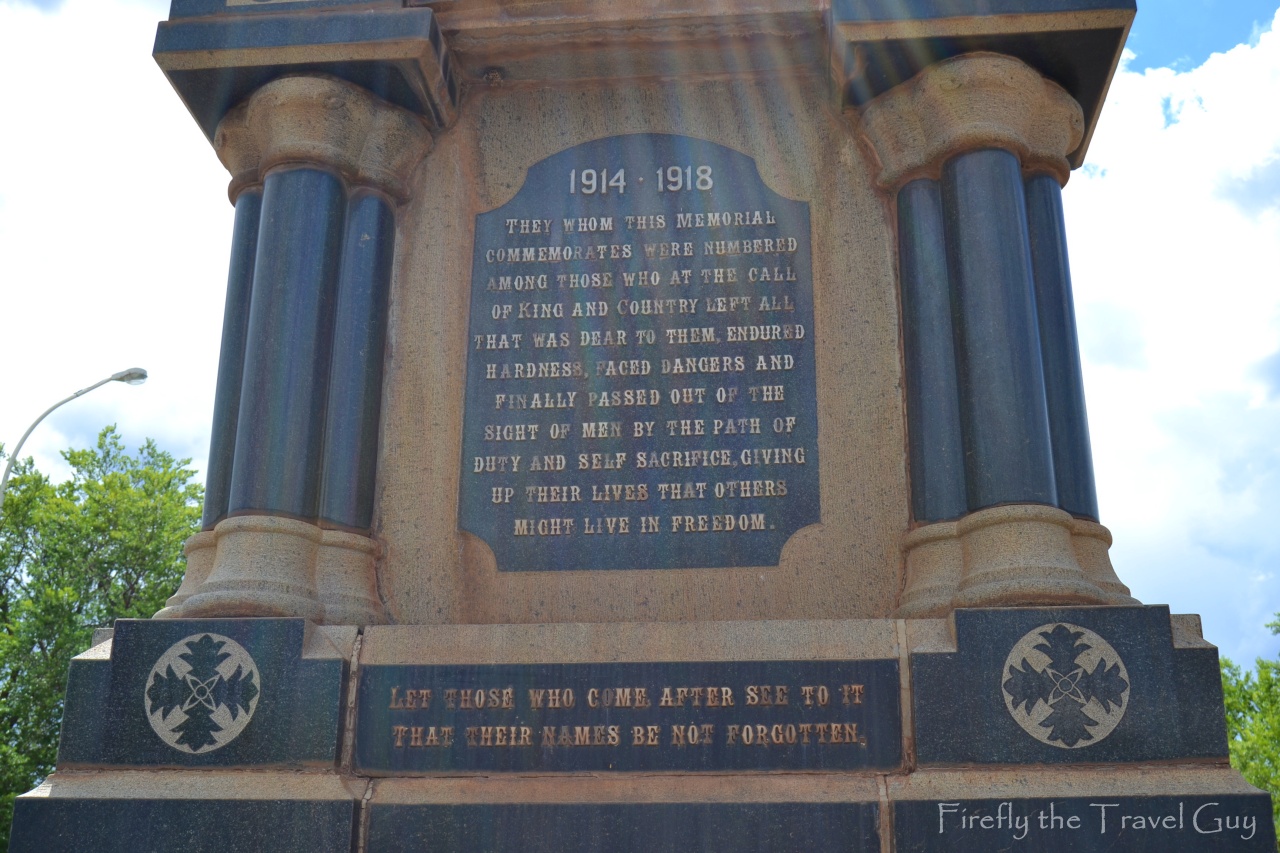 1914 · 1918
THEY WHOM THIS MEMORIAL
COMMEMORATES WERE NUMBERED
AMONG THOSE WHO AT THE CALL
OF KING AND COUNTRY LEFT ALL
THAT WAS DEAR TO THEM, ENDURED
HARDNESS, FACED DANGERS AND
FINALLY PASSED OUT OF THE
SIGHT OF MEN BY THE PATH OF
DUTY AND SELF SACRIFICE, GIVING
UP THEIR LIVES THAT OTHERS
MIGHT LIVE IN FREEDOM.
LET THOSE WHO COME AFTER SEE TO IT
THAT THEIR NAMES BE NOT FORGOTTEN.
Firefly the Travel Guy